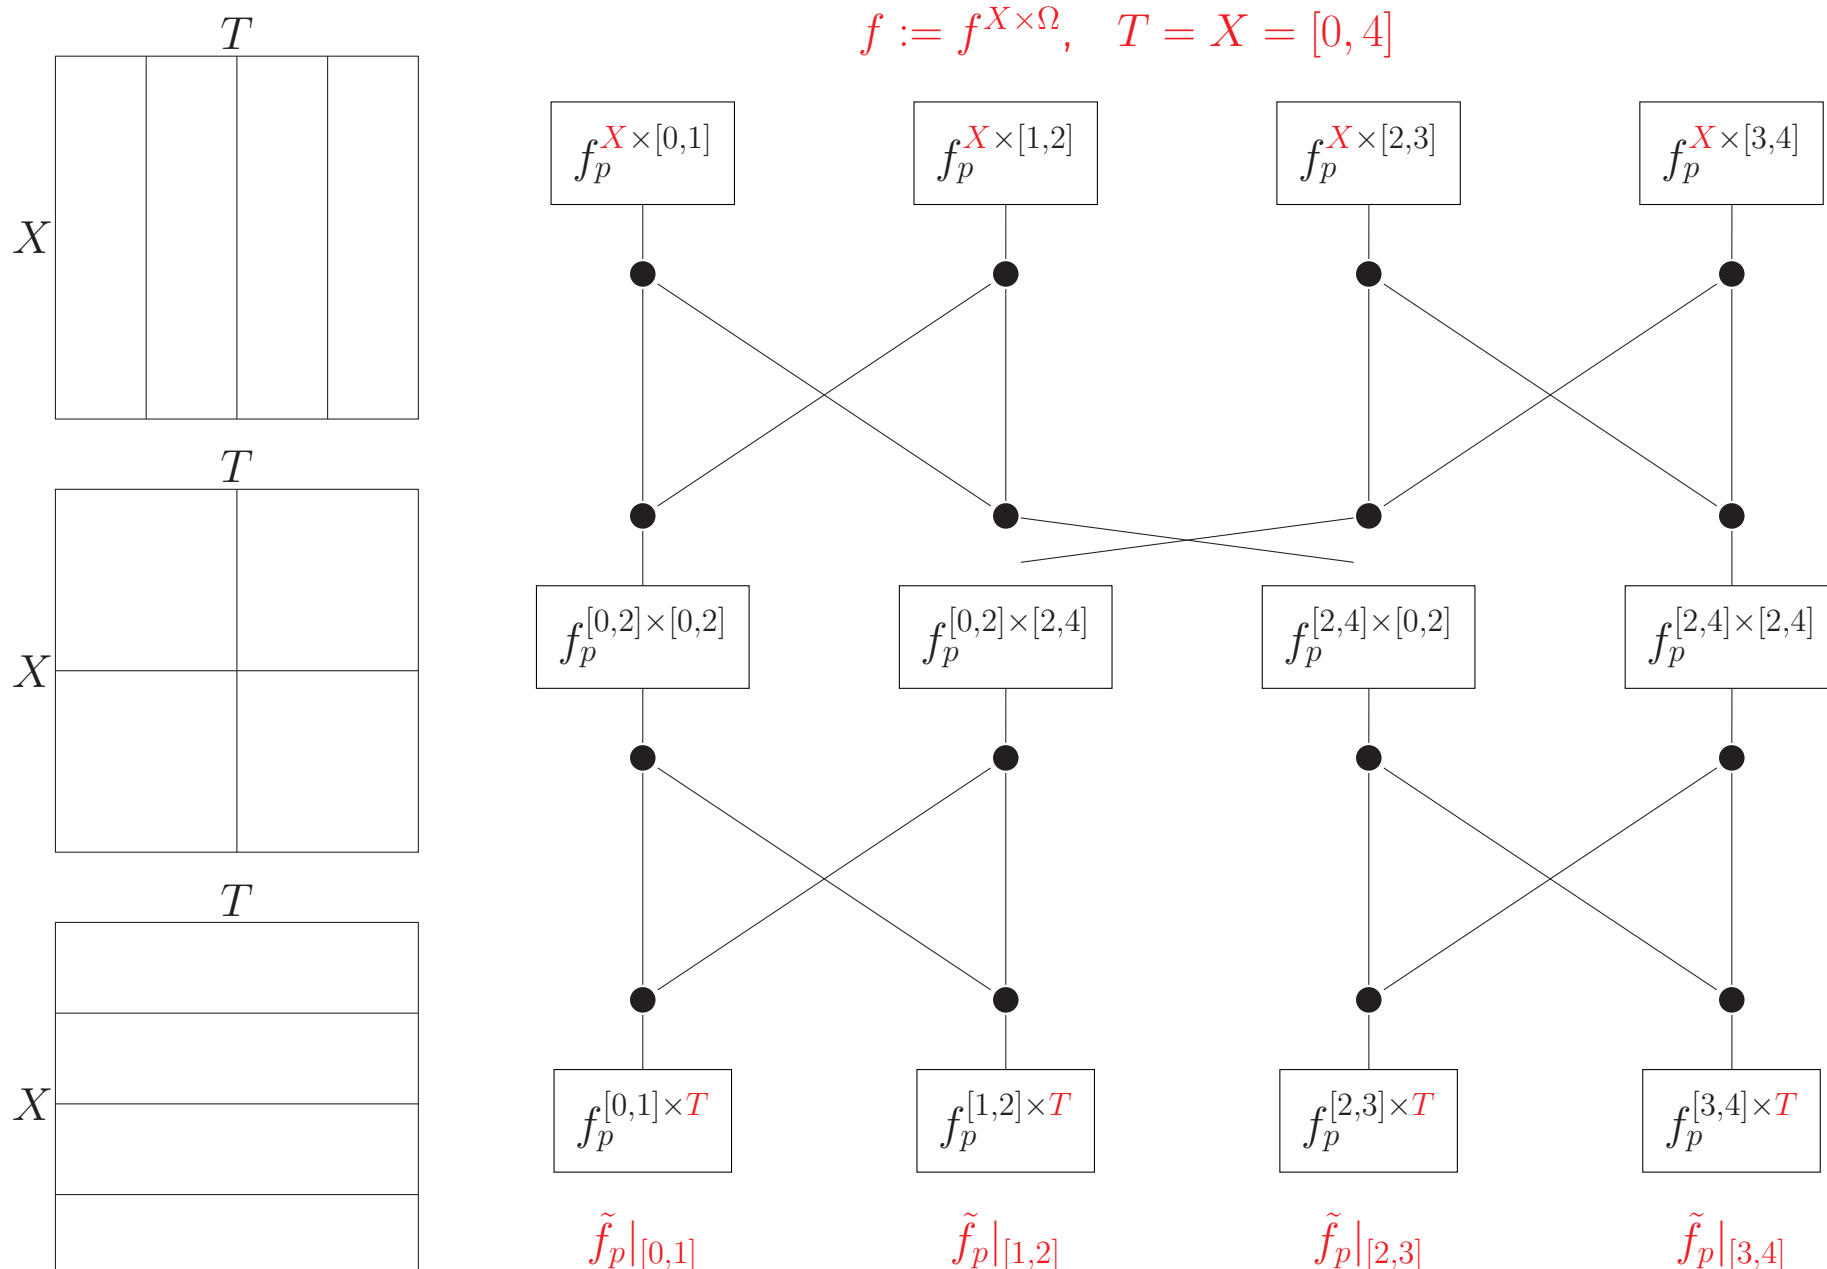 f := f^{X×Ω}, T = X = [0, 4]
T
X
f_p^{X×[0,1]} f_p^{X×[1,2]} f_p^{X×[2,3]} f_p^{X×[3,4]}
T
X
f_p^{[0,2]×[0,2]} f_p^{[0,2]×[2,4]} f_p^{[2,4]×[0,2]} f_p^{[2,4]×[2,4]}
T
X
f_p^{[0,1]×T} f_p^{[1,2]×T} f_p^{[2,3]×T} f_p^{[3,4]×T}
f̃_p|_{[0,1]} f̃_p|_{[1,2]} f̃_p|_{[2,3]} f̃_p|_{[3,4]}